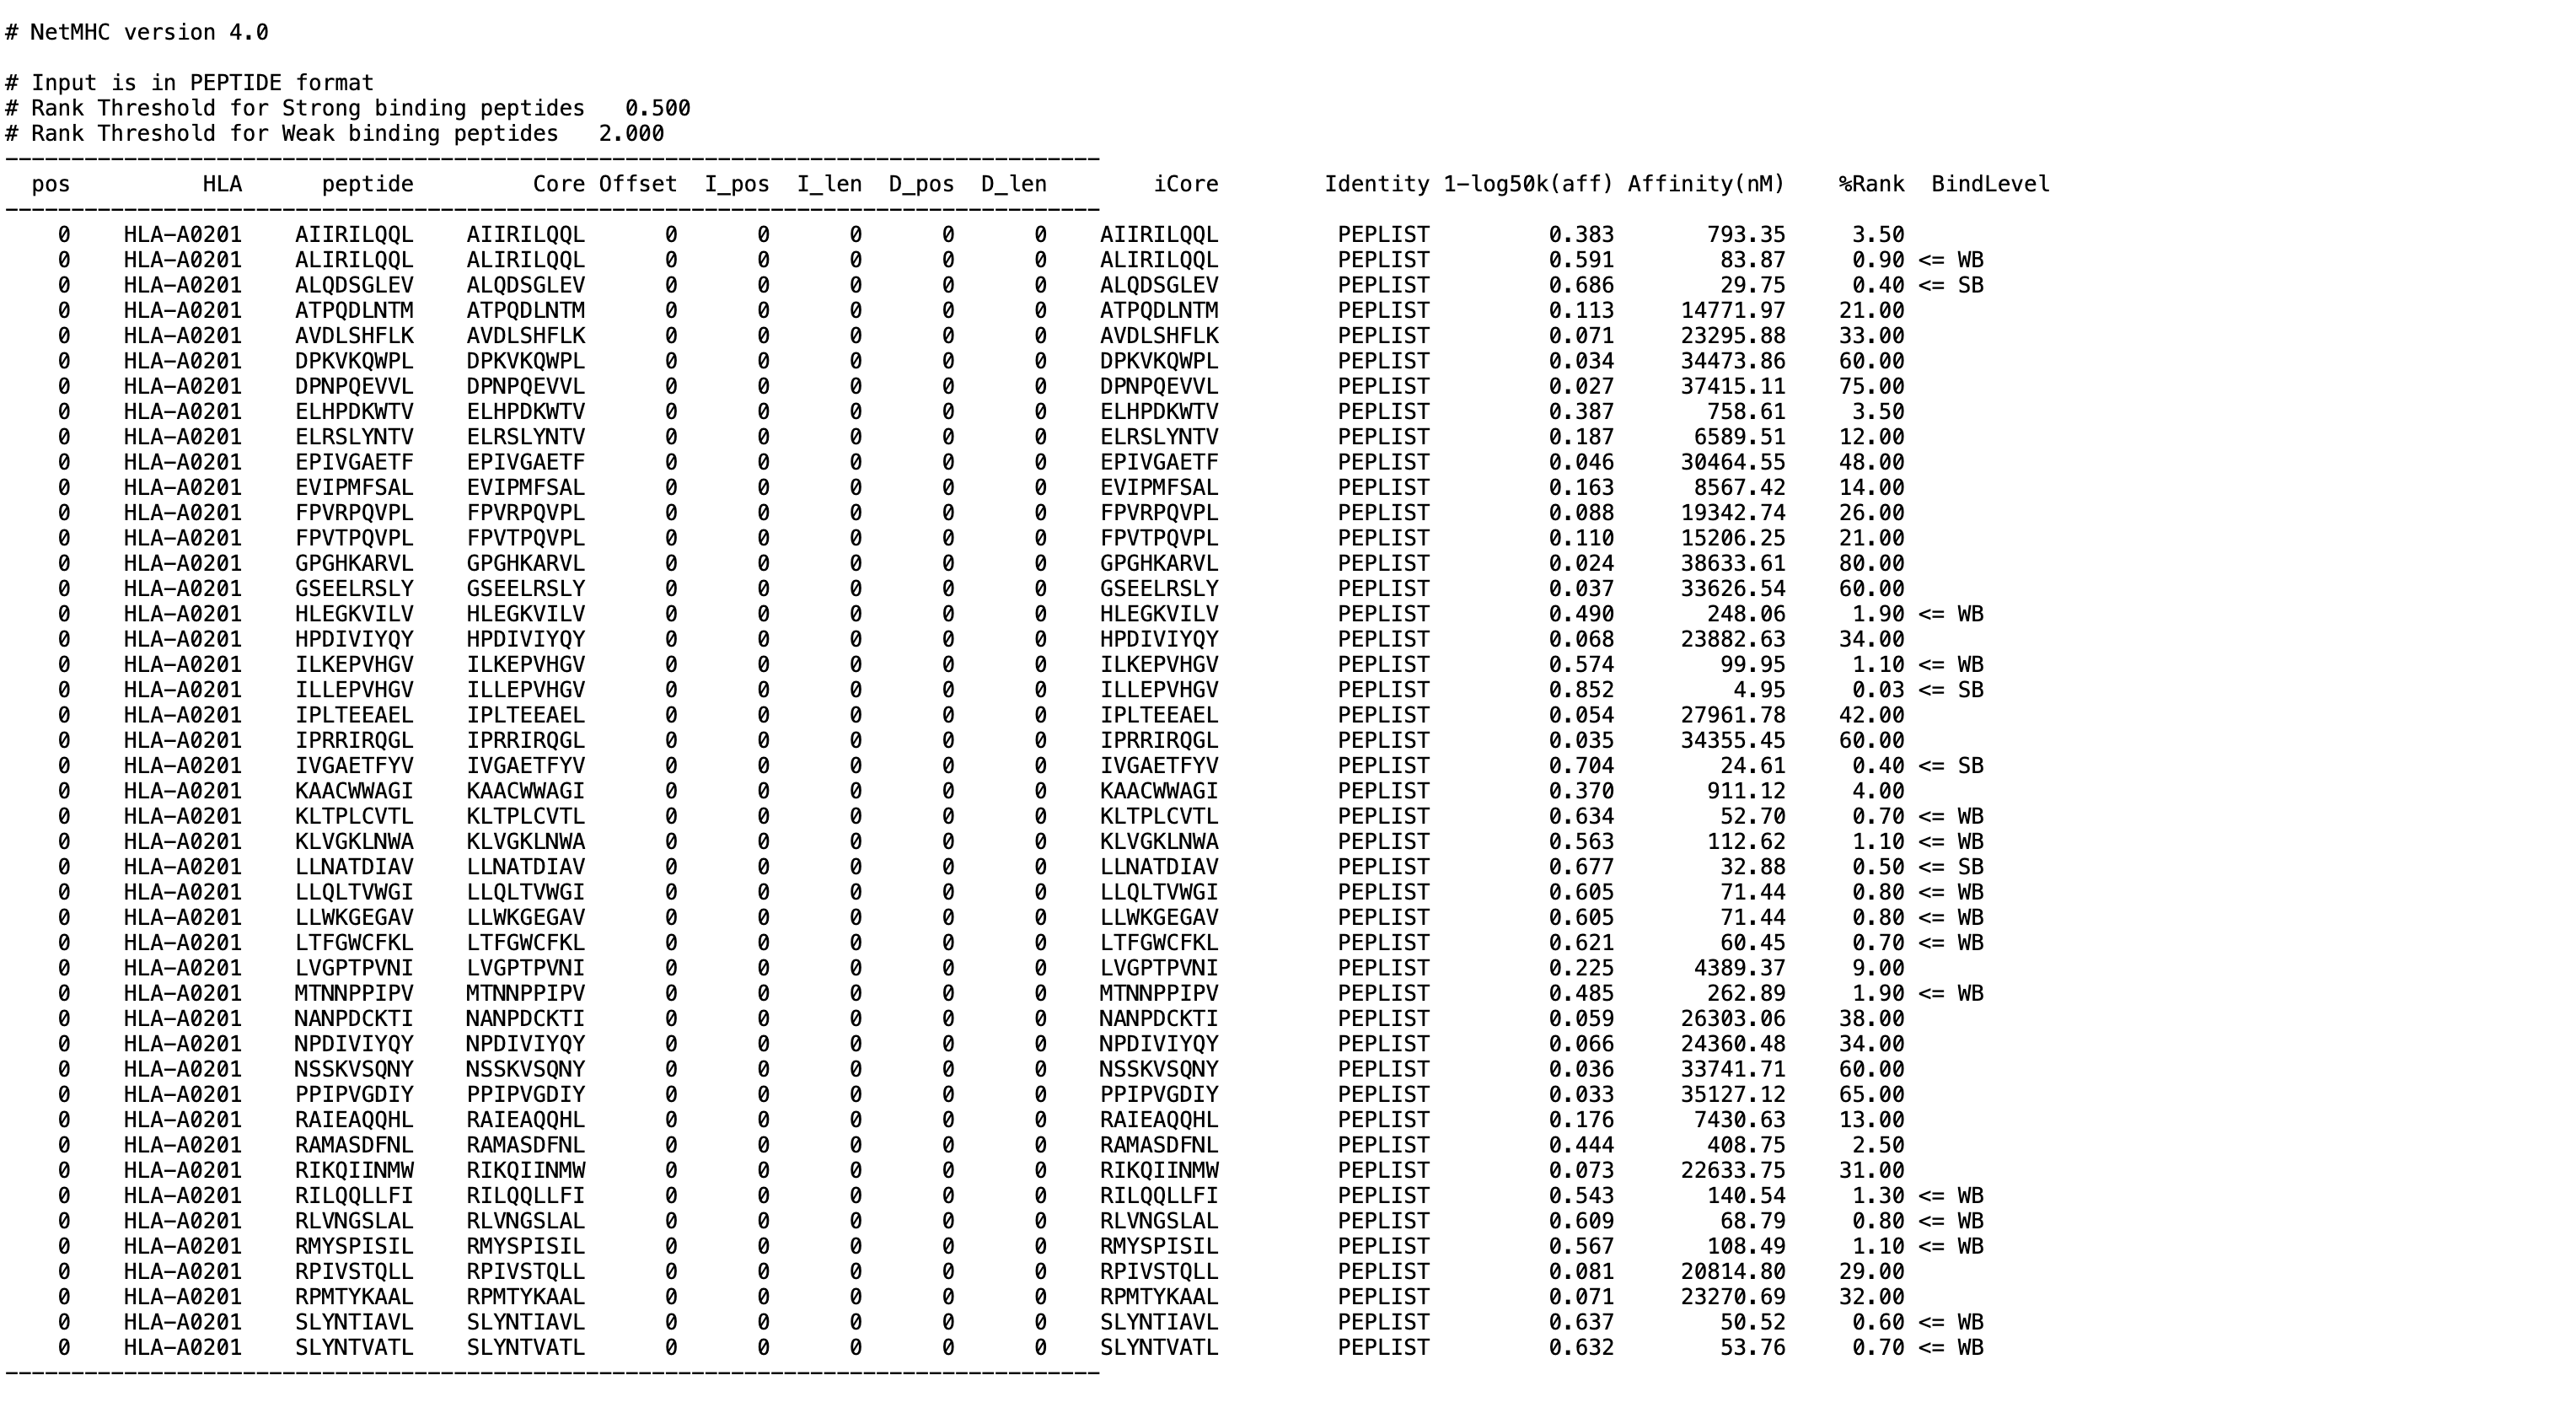 # NetMHC version 4.0
# Input is in PEPTIDE format
# Rank Threshold for Strong binding peptides   0.500
# Rank Threshold for Weak binding peptides   2.000
-----------------------------------------------------------------------------------
pos HLA peptide Core Offset I_pos I_len D_pos D_len iCore Identity 1-log50k(aff) Affinity(nM) %Rank BindLevel
-----------------------------------------------------------------------------------
0 HLA-A0201 AIIRILQQL AIIRILQQL 0 0 0 0 0 AIIRILQQL PEPLIST 0.383 793.35 3.50
0 HLA-A0201 ALIRILQQL ALIRILQQL 0 0 0 0 0 ALIRILQQL PEPLIST 0.591 83.87 0.90 <= WB
0 HLA-A0201 ALQDSGLEV ALQDSGLEV 0 0 0 0 0 ALQDSGLEV PEPLIST 0.686 29.75 0.40 <= SB
0 HLA-A0201 ATPQDLNTM ATPQDLNTM 0 0 0 0 0 ATPQDLNTM PEPLIST 0.113 14771.97 21.00
0 HLA-A0201 AVDLSHFLK AVDLSHFLK 0 0 0 0 0 AVDLSHFLK PEPLIST 0.071 23295.88 33.00
0 HLA-A0201 DPKVKQWPL DPKVKQWPL 0 0 0 0 0 DPKVKQWPL PEPLIST 0.034 34473.86 60.00
0 HLA-A0201 DPNPQEVVL DPNPQEVVL 0 0 0 0 0 DPNPQEVVL PEPLIST 0.027 37415.11 75.00
0 HLA-A0201 ELHPDKWTV ELHPDKWTV 0 0 0 0 0 ELHPDKWTV PEPLIST 0.387 758.61 3.50
0 HLA-A0201 ELRSLYNTV ELRSLYNTV 0 0 0 0 0 ELRSLYNTV PEPLIST 0.187 6589.51 12.00
0 HLA-A0201 EPIVGAETF EPIVGAETF 0 0 0 0 0 EPIVGAETF PEPLIST 0.046 30464.55 48.00
0 HLA-A0201 EVIPMFSAL EVIPMFSAL 0 0 0 0 0 EVIPMFSAL PEPLIST 0.163 8567.42 14.00
0 HLA-A0201 FPVRPQVPL FPVRPQVPL 0 0 0 0 0 FPVRPQVPL PEPLIST 0.088 19342.74 26.00
0 HLA-A0201 FPVTPQVPL FPVTPQVPL 0 0 0 0 0 FPVTPQVPL PEPLIST 0.110 15206.25 21.00
0 HLA-A0201 GPGHKARVL GPGHKARVL 0 0 0 0 0 GPGHKARVL PEPLIST 0.024 38633.61 80.00
0 HLA-A0201 GSEELRSLY GSEELRSLY 0 0 0 0 0 GSEELRSLY PEPLIST 0.037 33626.54 60.00
0 HLA-A0201 HLEGKVILV HLEGKVILV 0 0 0 0 0 HLEGKVILV PEPLIST 0.490 248.06 1.90 <= WB
0 HLA-A0201 HPDIVIYQY HPDIVIYQY 0 0 0 0 0 HPDIVIYQY PEPLIST 0.068 23882.63 34.00
0 HLA-A0201 ILKEPVHGV ILKEPVHGV 0 0 0 0 0 ILKEPVHGV PEPLIST 0.574 99.95 1.10 <= WB
0 HLA-A0201 ILLEPVHGV ILLEPVHGV 0 0 0 0 0 ILLEPVHGV PEPLIST 0.852 4.95 0.03 <= SB
0 HLA-A0201 IPLTEEAEL IPLTEEAEL 0 0 0 0 0 IPLTEEAEL PEPLIST 0.054 27961.78 42.00
0 HLA-A0201 IPRRIRQGL IPRRIRQGL 0 0 0 0 0 IPRRIRQGL PEPLIST 0.035 34355.45 60.00
0 HLA-A0201 IVGAETFYV IVGAETFYV 0 0 0 0 0 IVGAETFYV PEPLIST 0.704 24.61 0.40 <= SB
0 HLA-A0201 KAACWWAGI KAACWWAGI 0 0 0 0 0 KAACWWAGI PEPLIST 0.370 911.12 4.00
0 HLA-A0201 KLTPLCVTL KLTPLCVTL 0 0 0 0 0 KLTPLCVTL PEPLIST 0.634 52.70 0.70 <= WB
0 HLA-A0201 KLVGKLNWA KLVGKLNWA 0 0 0 0 0 KLVGKLNWA PEPLIST 0.563 112.62 1.10 <= WB
0 HLA-A0201 LLNATDIAV LLNATDIAV 0 0 0 0 0 LLNATDIAV PEPLIST 0.677 32.88 0.50 <= SB
0 HLA-A0201 LLQLTVWGI LLQLTVWGI 0 0 0 0 0 LLQLTVWGI PEPLIST 0.605 71.44 0.80 <= WB
0 HLA-A0201 LLWKGEGAV LLWKGEGAV 0 0 0 0 0 LLWKGEGAV PEPLIST 0.605 71.44 0.80 <= WB
0 HLA-A0201 LTFGWCFKL LTFGWCFKL 0 0 0 0 0 LTFGWCFKL PEPLIST 0.621 60.45 0.70 <= WB
0 HLA-A0201 LVGPTPVNI LVGPTPVNI 0 0 0 0 0 LVGPTPVNI PEPLIST 0.225 4389.37 9.00
0 HLA-A0201 MTNNPPIPV MTNNPPIPV 0 0 0 0 0 MTNNPPIPV PEPLIST 0.485 262.89 1.90 <= WB
0 HLA-A0201 NANPDCKTI NANPDCKTI 0 0 0 0 0 NANPDCKTI PEPLIST 0.059 26303.06 38.00
0 HLA-A0201 NPDIVIYQY NPDIVIYQY 0 0 0 0 0 NPDIVIYQY PEPLIST 0.066 24360.48 34.00
0 HLA-A0201 NSSKVSQNY NSSKVSQNY 0 0 0 0 0 NSSKVSQNY PEPLIST 0.036 33741.71 60.00
0 HLA-A0201 PPIPVGDIY PPIPVGDIY 0 0 0 0 0 PPIPVGDIY PEPLIST 0.033 35127.12 65.00
0 HLA-A0201 RAIEAQQHL RAIEAQQHL 0 0 0 0 0 RAIEAQQHL PEPLIST 0.176 7430.63 13.00
0 HLA-A0201 RAMASDFNL RAMASDFNL 0 0 0 0 0 RAMASDFNL PEPLIST 0.444 408.75 2.50
0 HLA-A0201 RIKQIINMW RIKQIINMW 0 0 0 0 0 RIKQIINMW PEPLIST 0.073 22633.75 31.00
0 HLA-A0201 RILQQLLFI RILQQLLFI 0 0 0 0 0 RILQQLLFI PEPLIST 0.543 140.54 1.30 <= WB
0 HLA-A0201 RLVNGSLAL RLVNGSLAL 0 0 0 0 0 RLVNGSLAL PEPLIST 0.609 68.79 0.80 <= WB
0 HLA-A0201 RMYSPISIL RMYSPISIL 0 0 0 0 0 RMYSPISIL PEPLIST 0.567 108.49 1.10 <= WB
0 HLA-A0201 RPIVSTQLL RPIVSTQLL 0 0 0 0 0 RPIVSTQLL PEPLIST 0.081 20814.80 29.00
0 HLA-A0201 RPMTYKAAL RPMTYKAAL 0 0 0 0 0 RPMTYKAAL PEPLIST 0.071 23270.69 32.00
0 HLA-A0201 SLYNTIAVL SLYNTIAVL 0 0 0 0 0 SLYNTIAVL PEPLIST 0.637 50.52 0.60 <= WB
0 HLA-A0201 SLYNTVATL SLYNTVATL 0 0 0 0 0 SLYNTVATL PEPLIST 0.632 53.76 0.70 <= WB
-----------------------------------------------------------------------------------